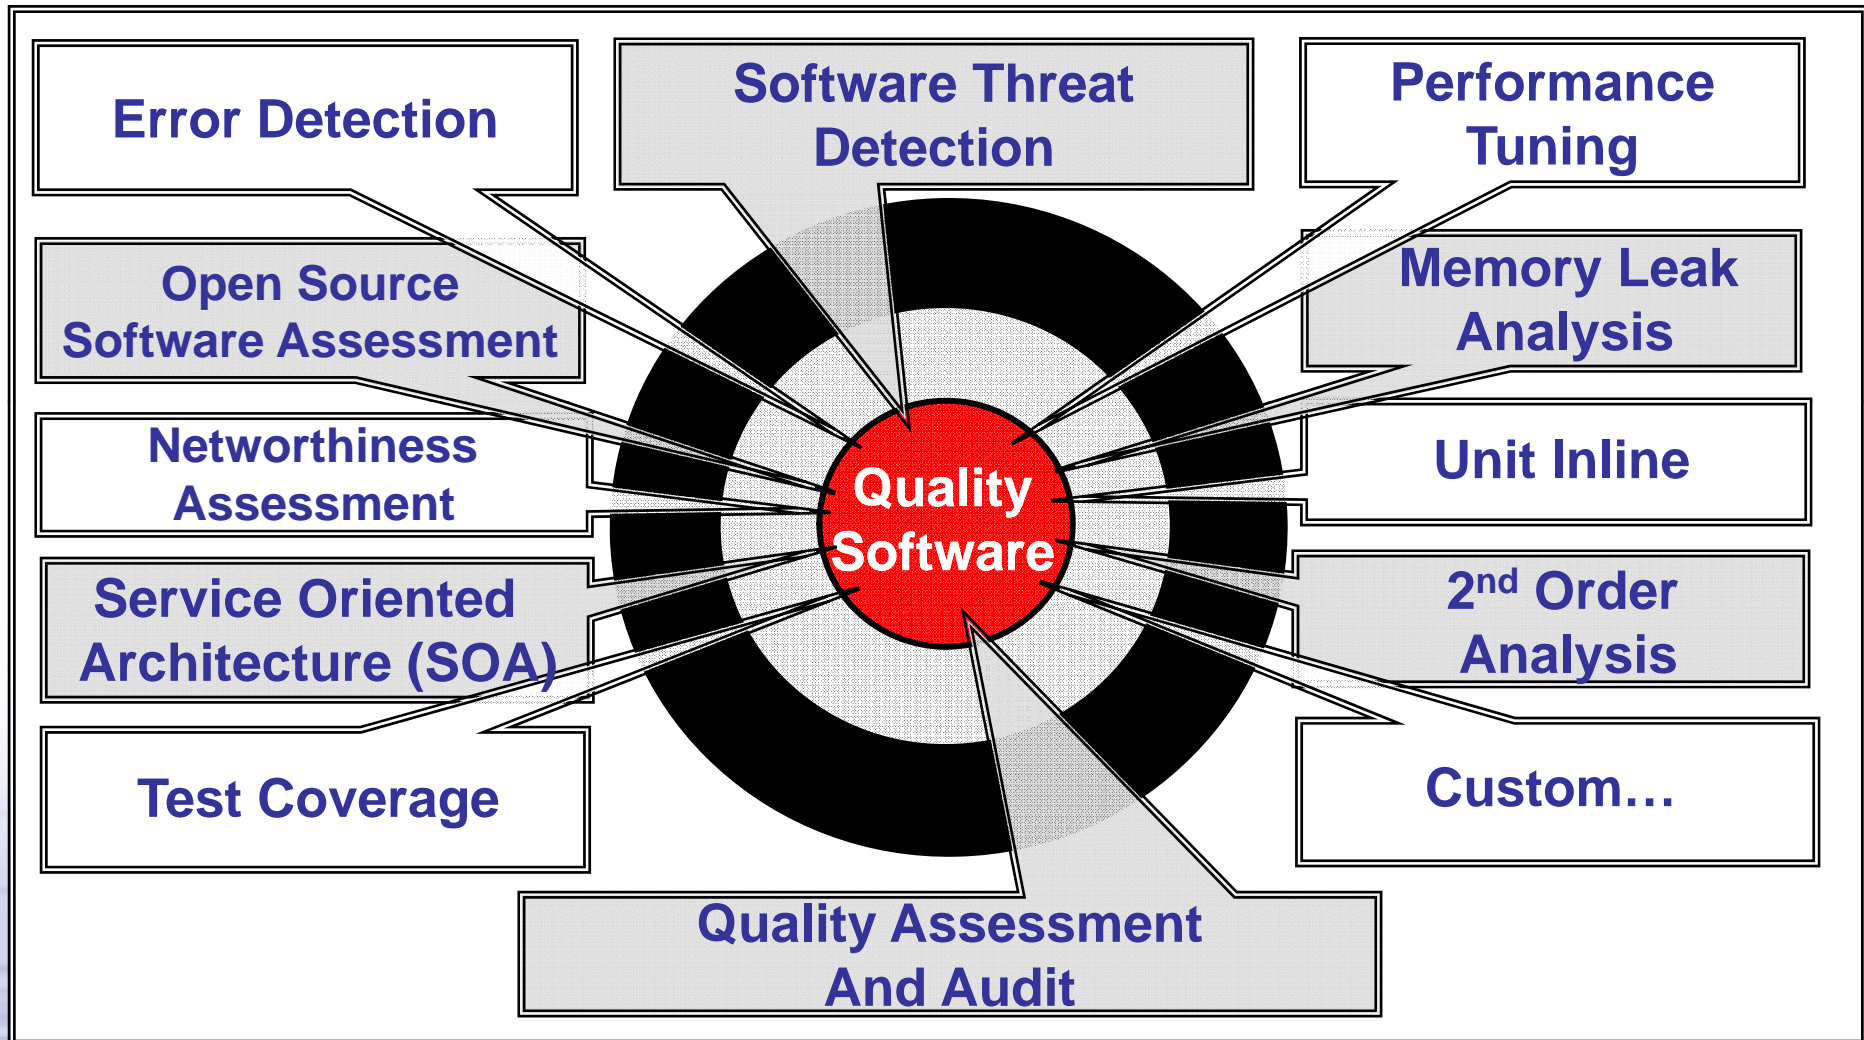 Error Detection
Software Threat
Detection
Performance
Tuning
Open Source
Software Assessment
Memory Leak
Analysis
Networthiness
Assessment
Unit Inline
Quality
Software
Service Oriented
Architecture (SOA)
2nd Order
Analysis
Test Coverage
Custom…
Quality Assessment
And Audit